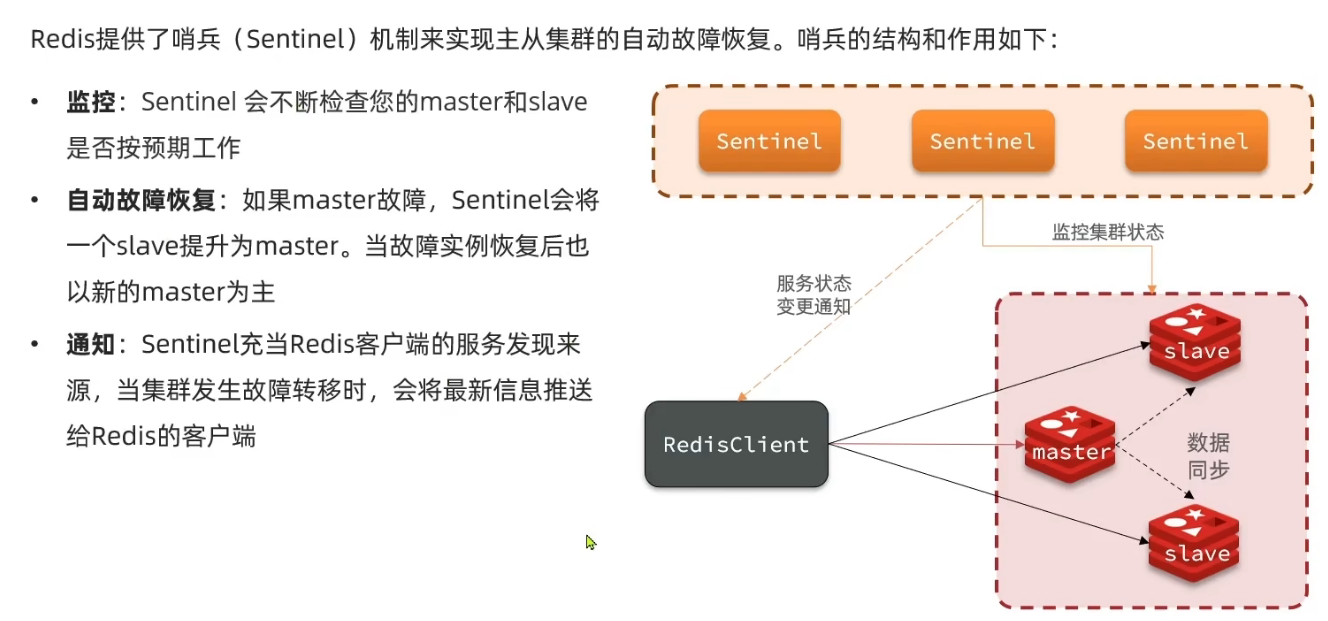 Redis提供了哨兵（Sentinel）机制来实现主从集群的自动故障恢复。哨兵的结构和作用如下：
• 监控：Sentinel 会不断检查您的master和slave
是否按预期工作
• 自动故障恢复：如果master故障，Sentinel会将
一个slave提升为master。当故障实例恢复后也
以新的master为主
• 通知：Sentinel充当Redis客户端的服务发现来
源，当集群发生故障转移时，会将最新信息推送
给Redis的客户端
Sentinel
Sentinel
Sentinel
监控集群状态
服务状态
变更通知
slave
RedisClient
master
数据
同步
slave